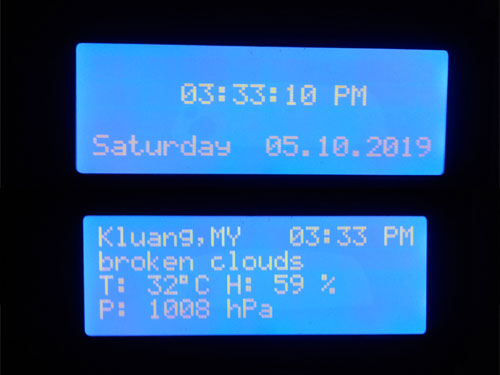 03:33:10 PM
Saturday 05.10.2019
Kluang,MY 03:33 PM
broken clouds
T: 32°C H: 59 %
P: 1008 hPa